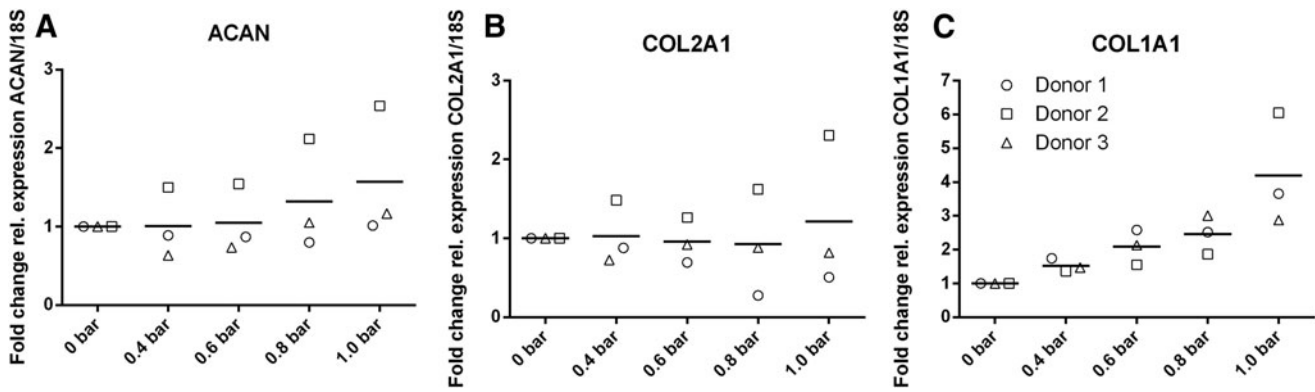 A
ACAN
Fold change rel. expression ACAN/18S
3
2
1
0
0 bar
0.4 bar
0.6 bar
0.8 bar
1.0 bar
B
COL2A1
Fold change rel. expression COL2A1/18S
3
2
1
0
0 bar
0.4 bar
0.6 bar
0.8 bar
1.0 bar
C
COL1A1
Fold change rel. expression COL1A1/18S
7
6
5
4
3
2
1
0
Donor 1
Donor 2
Donor 3
0 bar
0.4 bar
0.6 bar
0.8 bar
1.0 bar